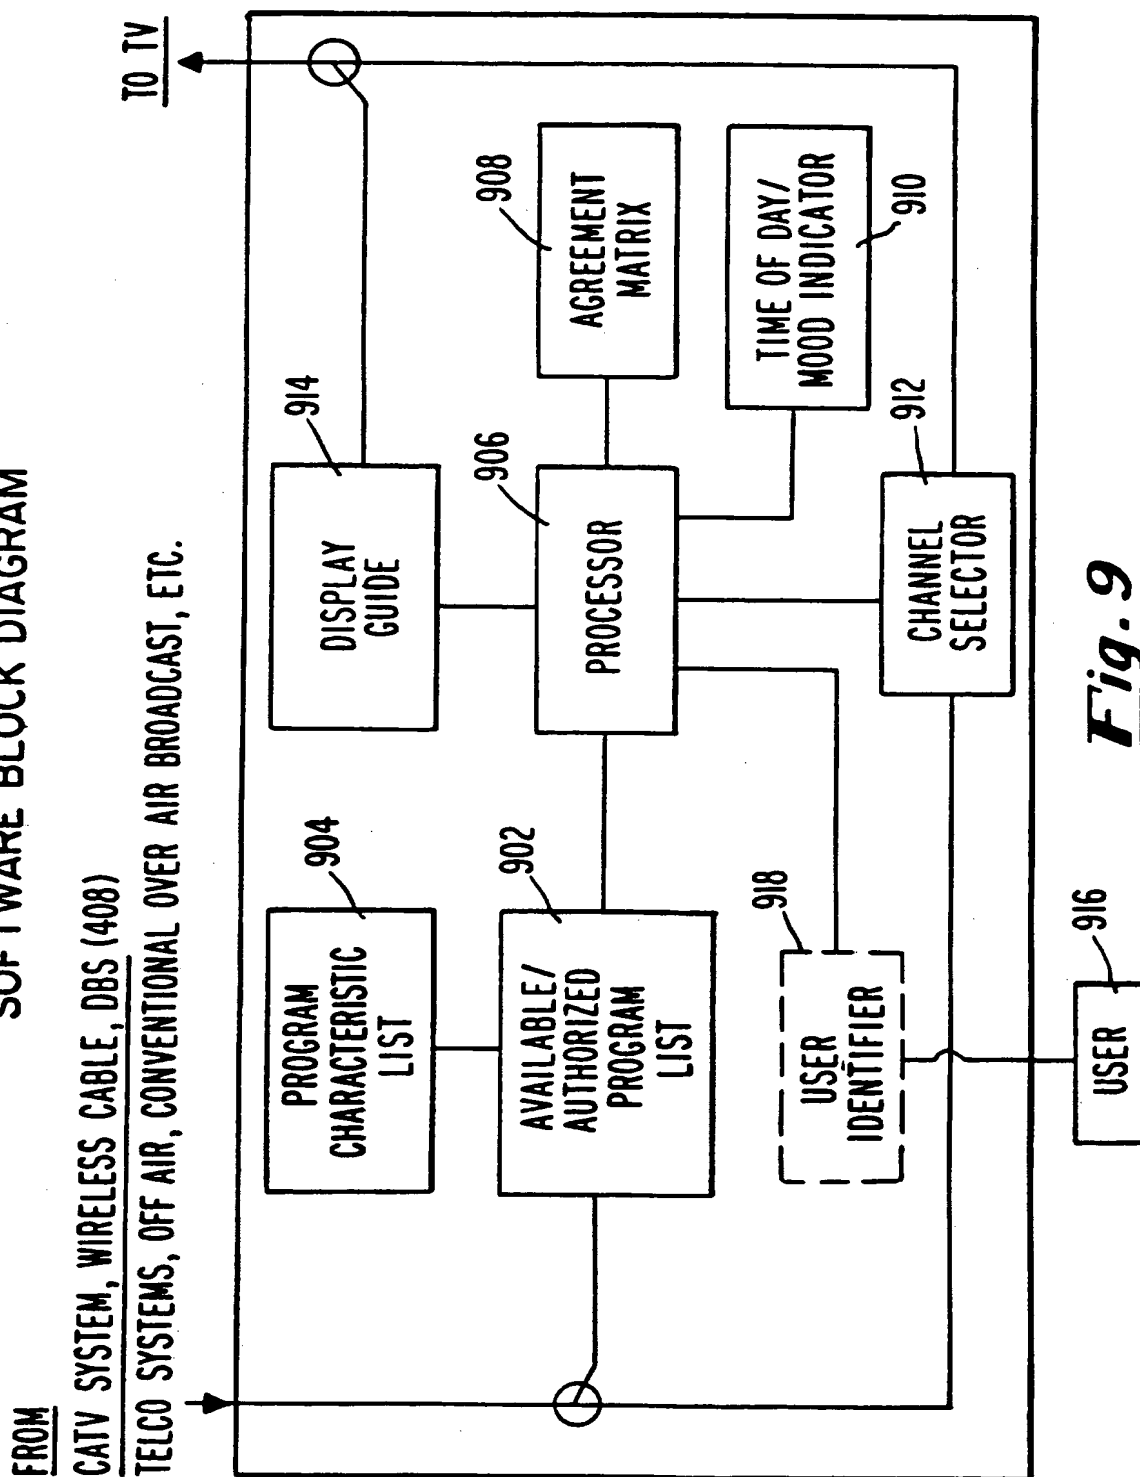 SOFTWARE BLOCK DIAGRAM
FROM
CATV SYSTEM, WIRELESS CABLE, DBS (408)
TELCO SYSTEMS, OFF AIR, CONVENTIONAL OVER AIR BROADCAST, ETC.
TO TV
PROGRAM
CHARACTERISTIC
LIST
904
DISPLAY
GUIDE
914
AVAILABLE/
AUTHORIZED
PROGRAM
LIST
902
PROCESSOR
906
AGREEMENT
MATRIX
908
TIME OF DAY/
MOOD INDICATOR
910
USER
IDENTIFIER
918
CHANNEL
SELECTOR
912
USER
916
Fig. 9